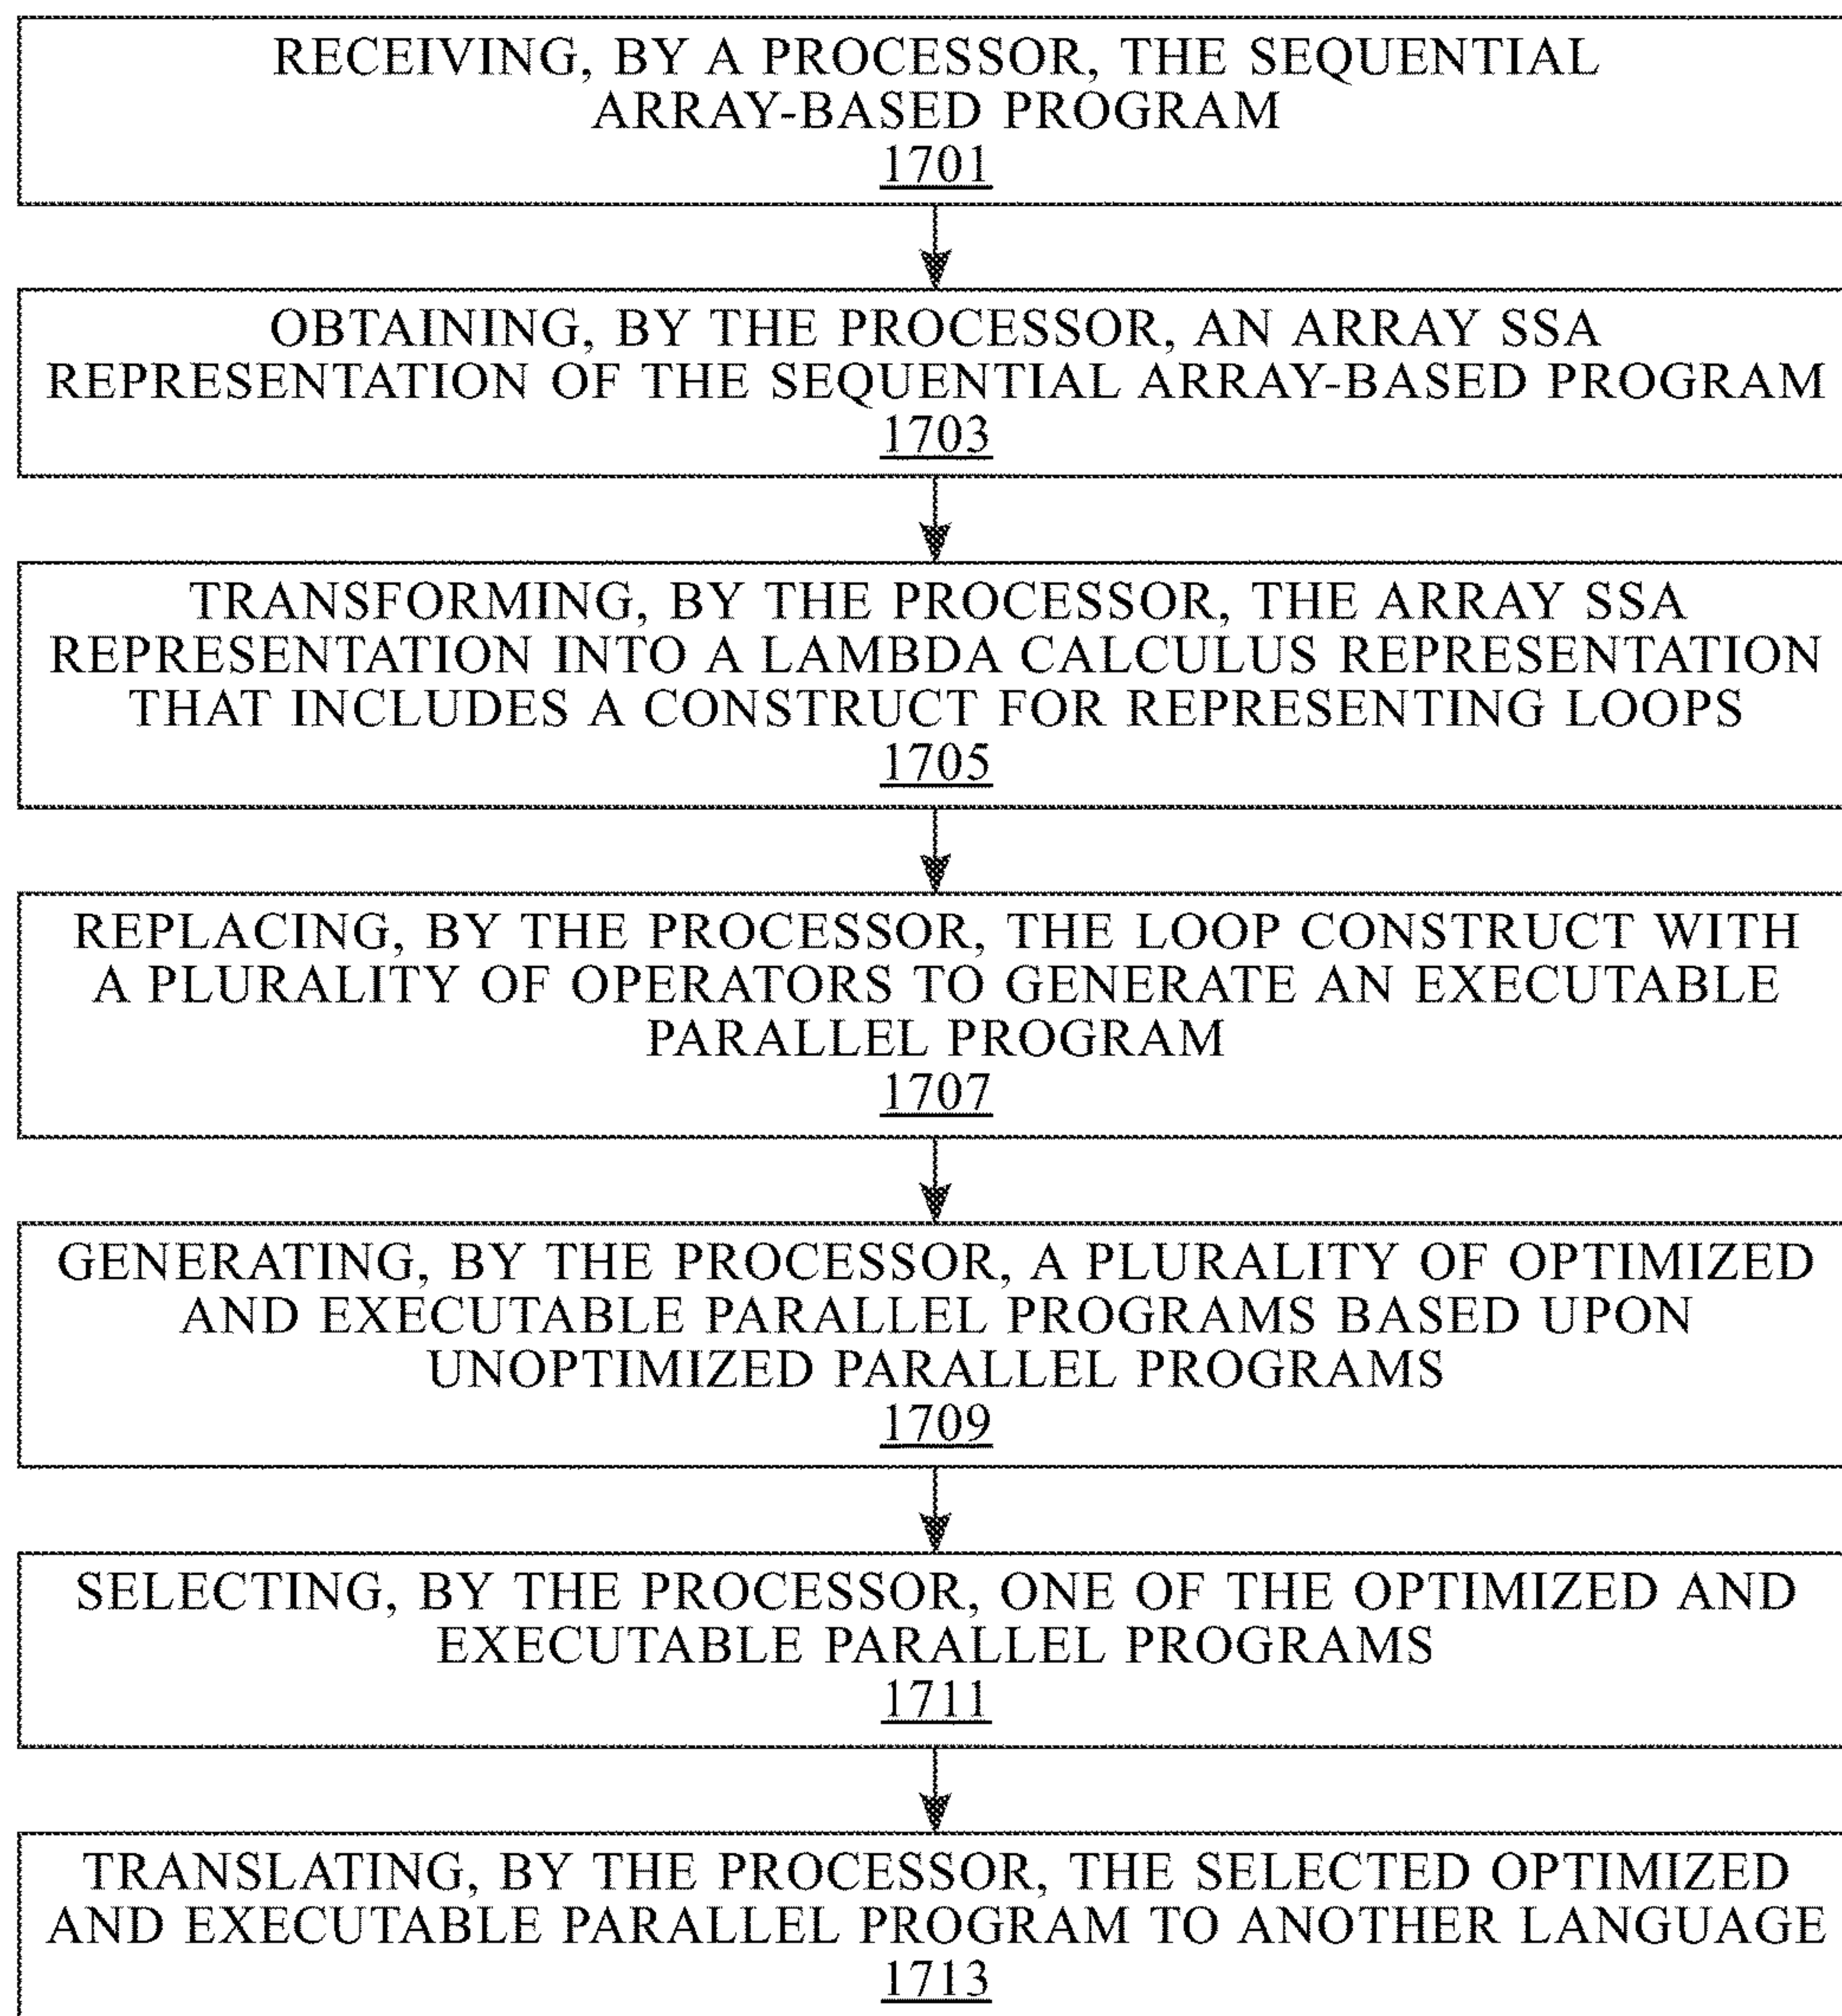 RECEIVING, BY A PROCESSOR, THE SEQUENTIAL
ARRAY-BASED PROGRAM
1701
OBTAINING, BY THE PROCESSOR, AN ARRAY SSA
REPRESENTATION OF THE SEQUENTIAL ARRAY-BASED PROGRAM
1703
TRANSFORMING, BY THE PROCESSOR, THE ARRAY SSA
REPRESENTATION INTO A LAMBDA CALCULUS REPRESENTATION
THAT INCLUDES A CONSTRUCT FOR REPRESENTING LOOPS
1705
REPLACING, BY THE PROCESSOR, THE LOOP CONSTRUCT WITH
A PLURALITY OF OPERATORS TO GENERATE AN EXECUTABLE
PARALLEL PROGRAM
1707
GENERATING, BY THE PROCESSOR, A PLURALITY OF OPTIMIZED
AND EXECUTABLE PARALLEL PROGRAMS BASED UPON
UNOPTIMIZED PARALLEL PROGRAMS
1709
SELECTING, BY THE PROCESSOR, ONE OF THE OPTIMIZED AND
EXECUTABLE PARALLEL PROGRAMS
1711
TRANSLATING, BY THE PROCESSOR, THE SELECTED OPTIMIZED
AND EXECUTABLE PARALLEL PROGRAM TO ANOTHER LANGUAGE
1713